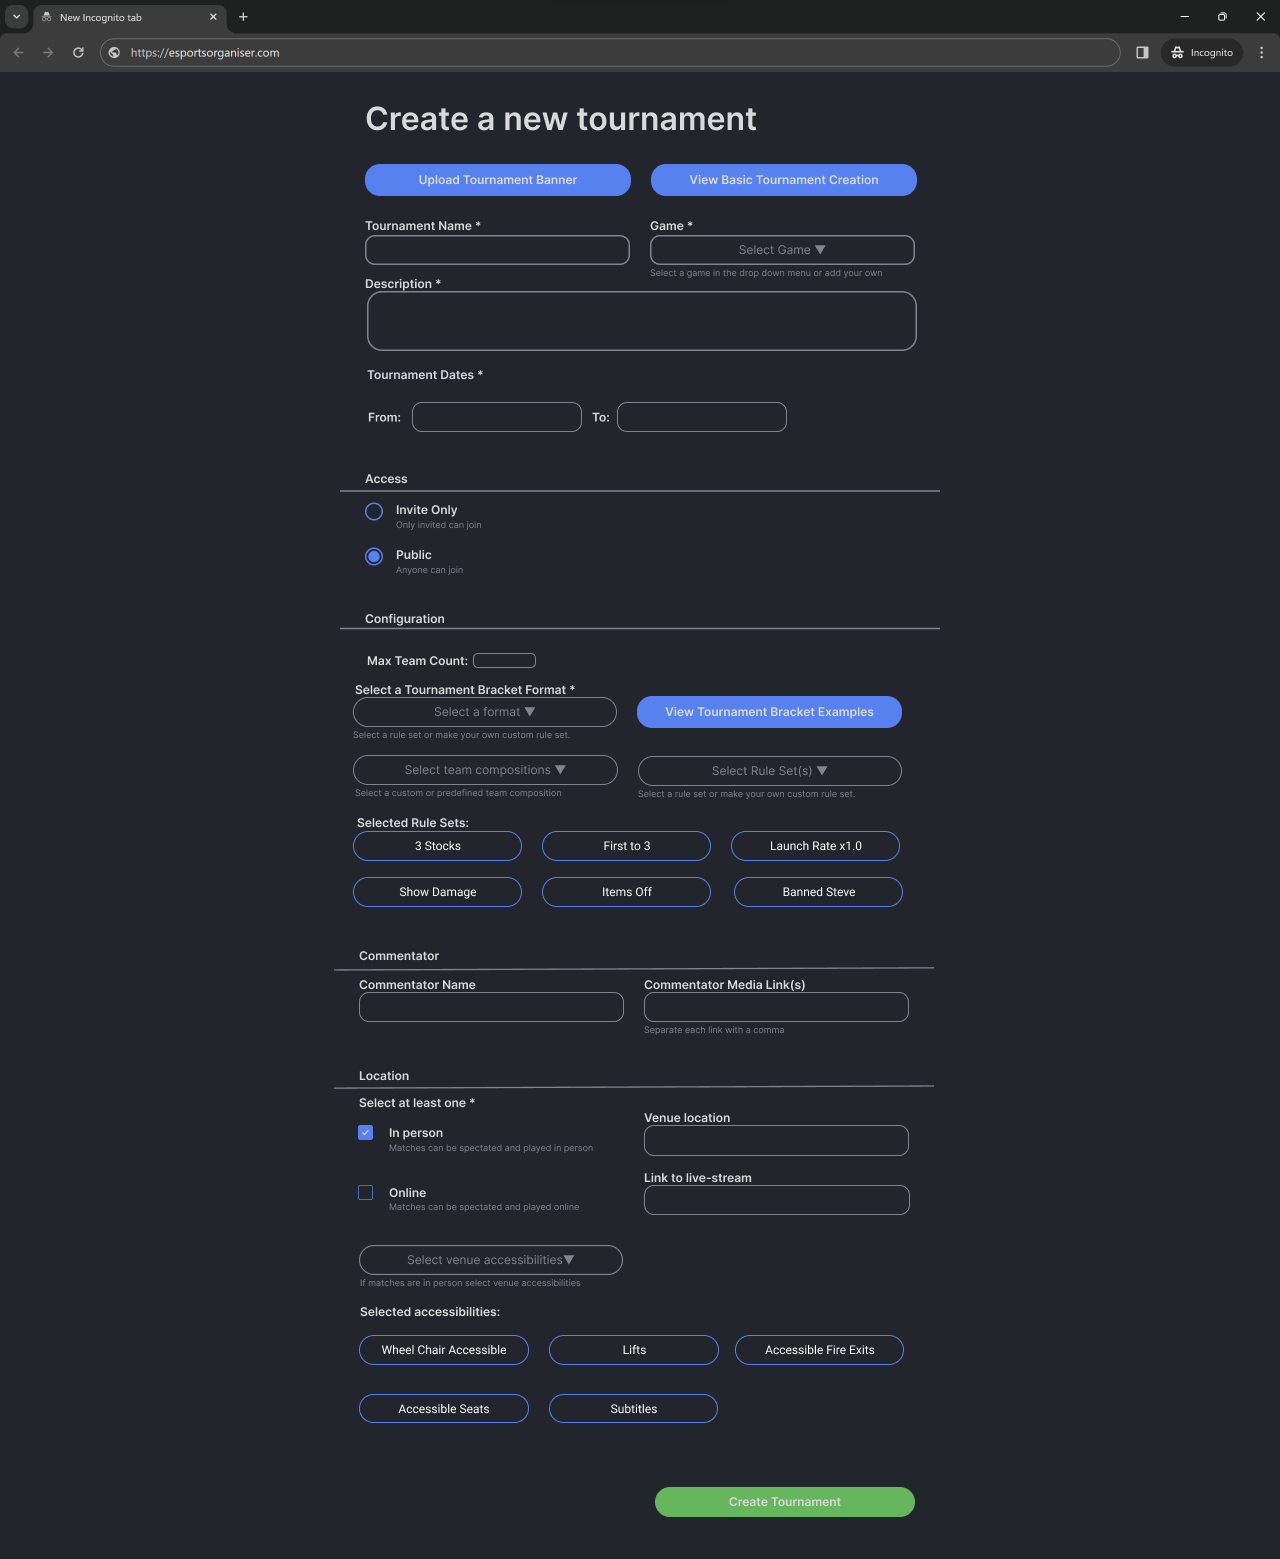 New Incognito tab
https://esportsorganiser.com
Incognito
Create a new tournament
Upload Tournament Banner
View Basic Tournament Creation
Tournament Name *
Game *
Select Game ▼
Select a game in the drop down menu or add your own
Description *
Tournament Dates *
From:
To:
Access
Invite Only
Only invited can join
Public
Anyone can join
Configuration
Max Team Count:
Select a Tournament Bracket Format *
Select a format ▼
View Tournament Bracket Examples
Select a rule set or make your own custom rule set.
Select team compositions ▼
Select Rule Set(s) ▼
Select a custom or predefined team composition
Select a rule set or make your own custom rule set.
Selected Rule Sets:
3 Stocks
First to 3
Launch Rate x1.0
Show Damage
Items Off
Banned Steve
Commentator
Commentator Name
Commentator Media Link(s)
Separate each link with a comma
Location
Select at least one *
Venue location
In person
Matches can be spectated and played in person
Link to live-stream
Online
Matches can be spectated and played online
Select venue accessibilities▼
If matches are in person select venue accessibilities
Selected accessibilities:
Wheel Chair Accessible
Lifts
Accessible Fire Exits
Accessible Seats
Subtitles
Create Tournament